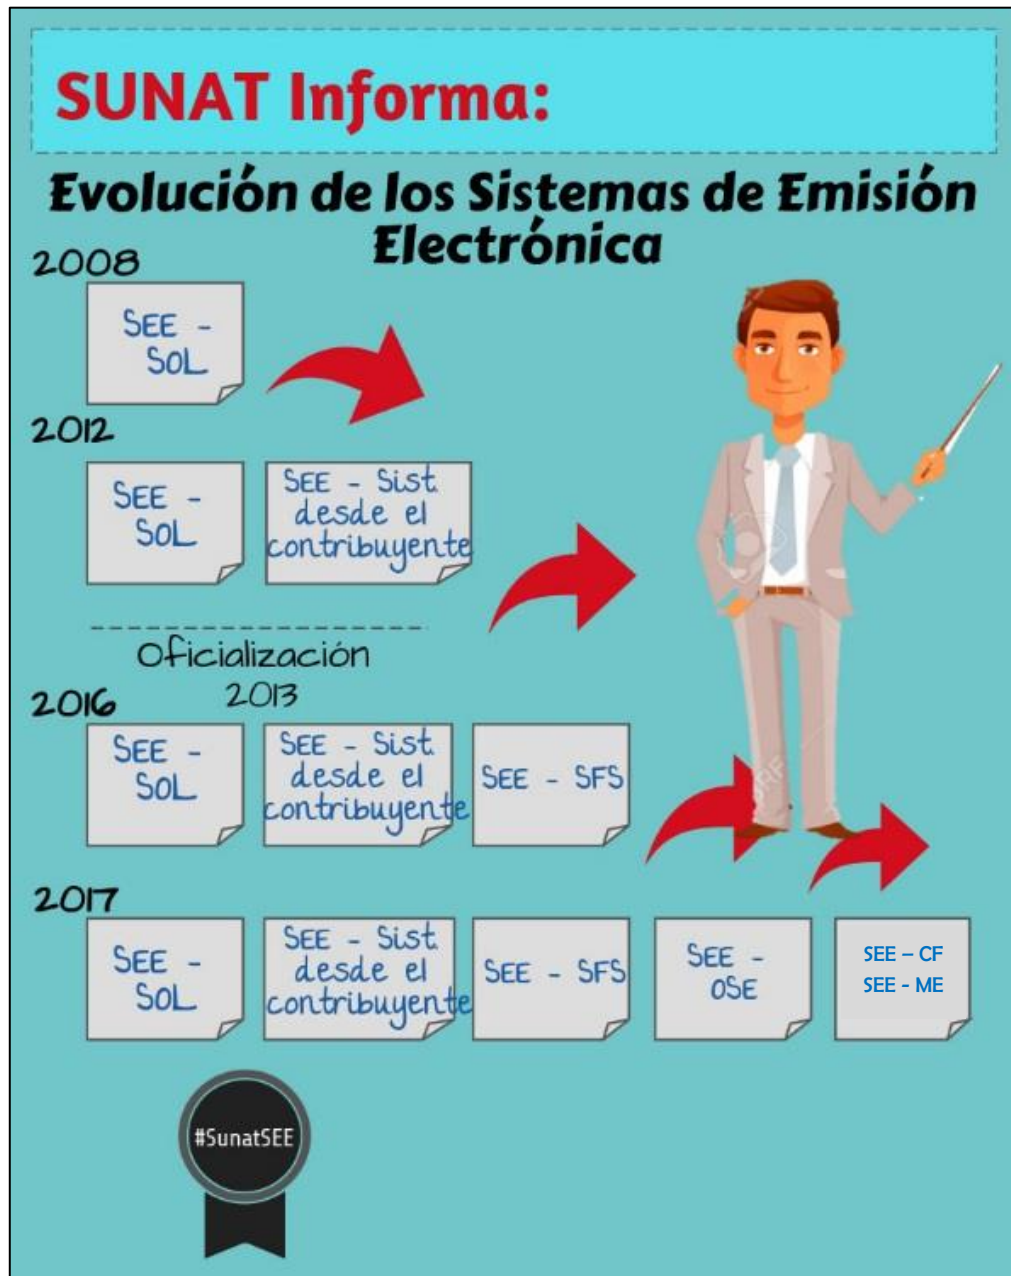 SUNAT Informa:
Evolución de los Sistemas de Emisión
Electrónica
2008
SEE -
SOL
2012
SEE -
SOL
SEE - Sist.
desde el
contribuyente
Oficialización
2013
2016
SEE -
SOL
SEE - Sist.
desde el
contribuyente
SEE - SFS
2017
SEE -
SOL
SEE - Sist.
desde el
contribuyente
SEE - SFS
SEE -
OSE
SEE – CF
SEE - ME
#SunatSEE